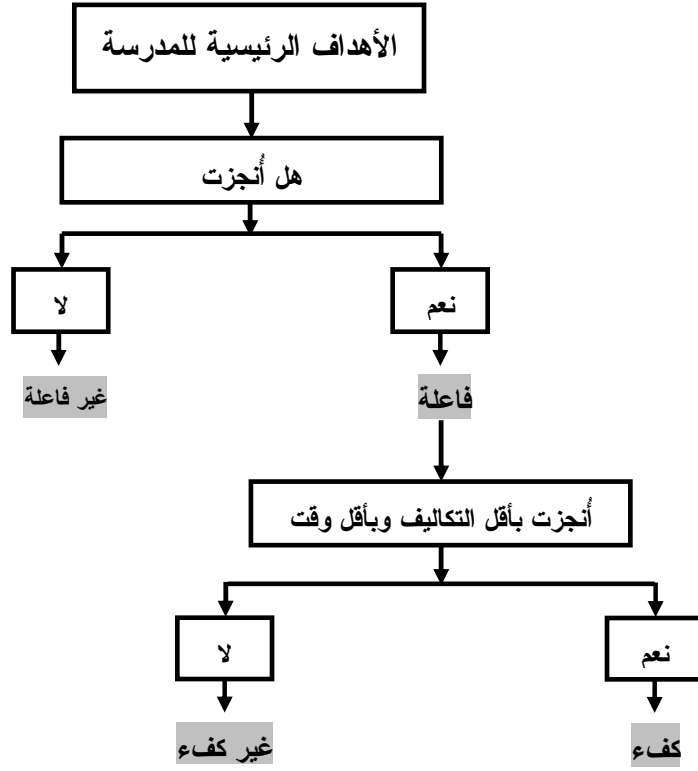 الأهداف الرئيسية للمدرسة
هل أُنجزت
نعم
لا
فاعلة
غير فاعلة
أُنجزت بأقل التكاليف وبأقل وقت
نعم
لا
كفء
غير كفء